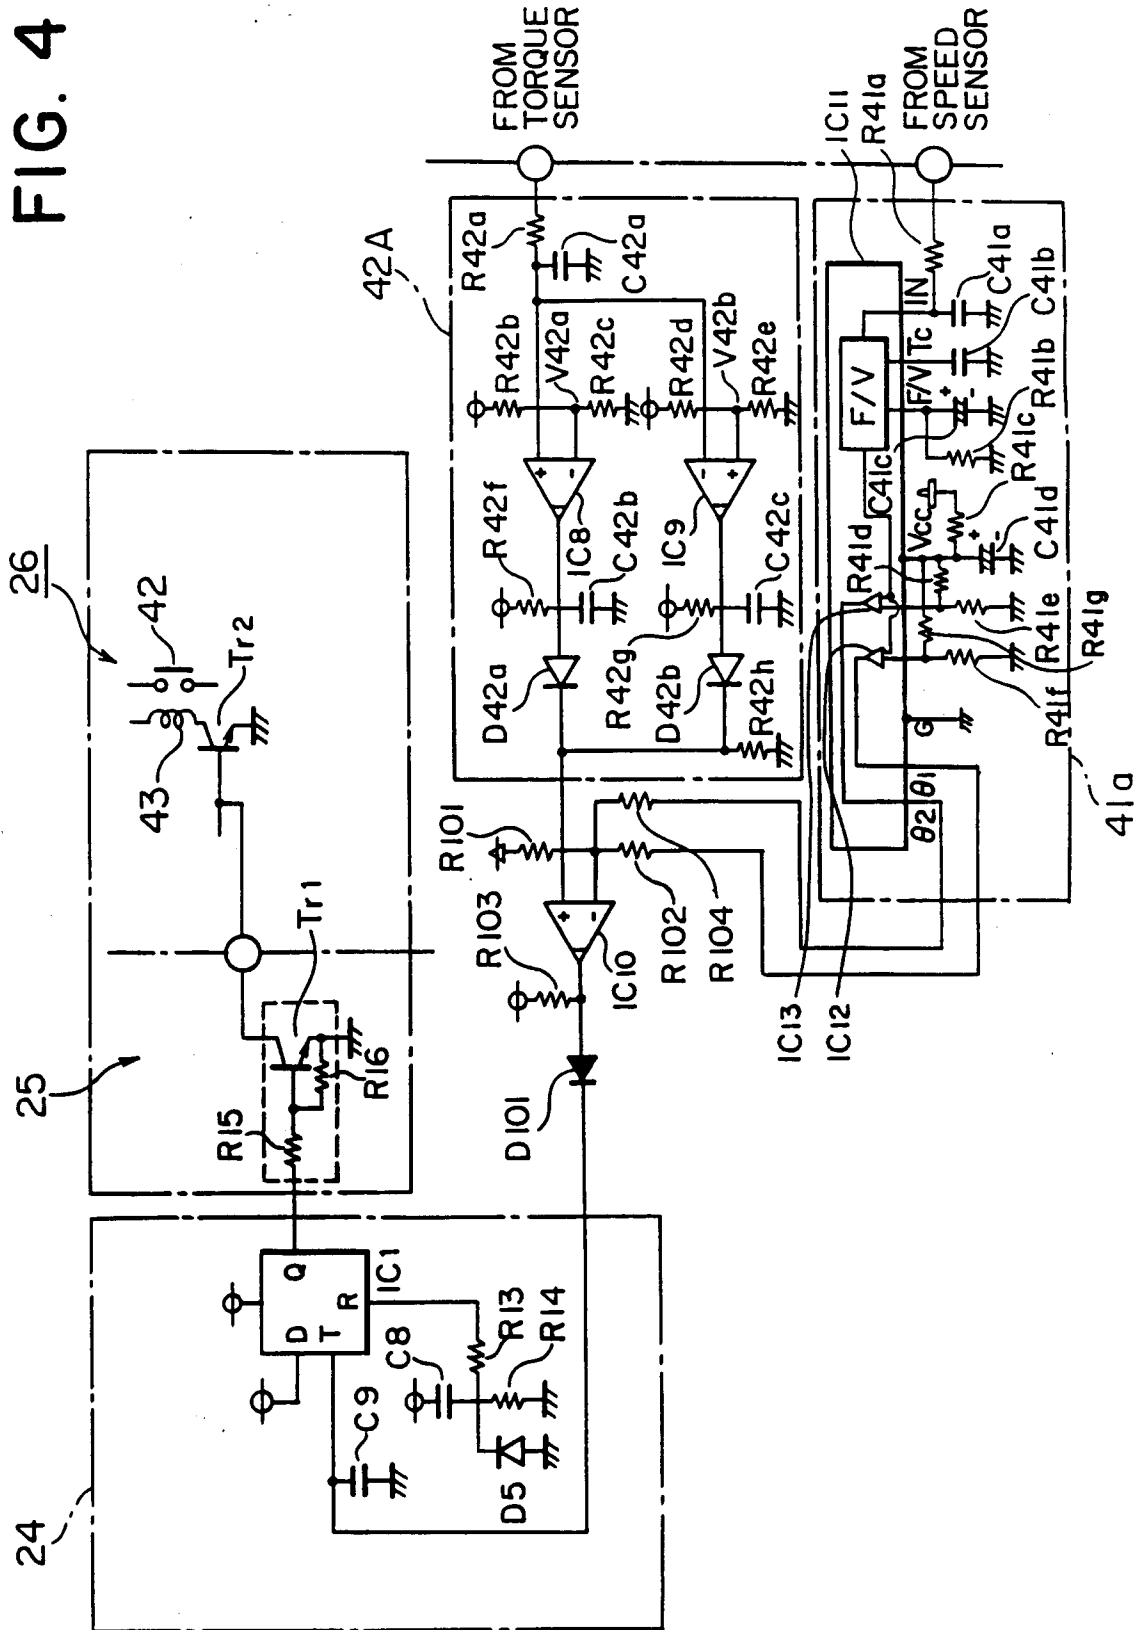 FIG. 4
26
25
42
43
Tr2
Tr1
R15
R16
24
Q
D
T
R
IC1
C8
C9
R13
R14
D5
D101
R103
R101
IC10
R102
R104
IC13
IC12
42A
FROM
TORQUE
SENSOR
R42a
C42a
R42b
V42a
R42c
R42d
V42b
R42e
+
-
IC8
-
+
IC9
R42f
C42b
R42g
C42c
D42a
D42b
R42h
+
-
FROM
SPEED
SENSOR
IC11
R41a
IN
C41a
Tc
C41b
F/V
F/V
+
-
R41b
C41c
R41c
Vcc
+
-
C41d
R41d
R41e
R41g
R41f
G
θ1
θ2
41a